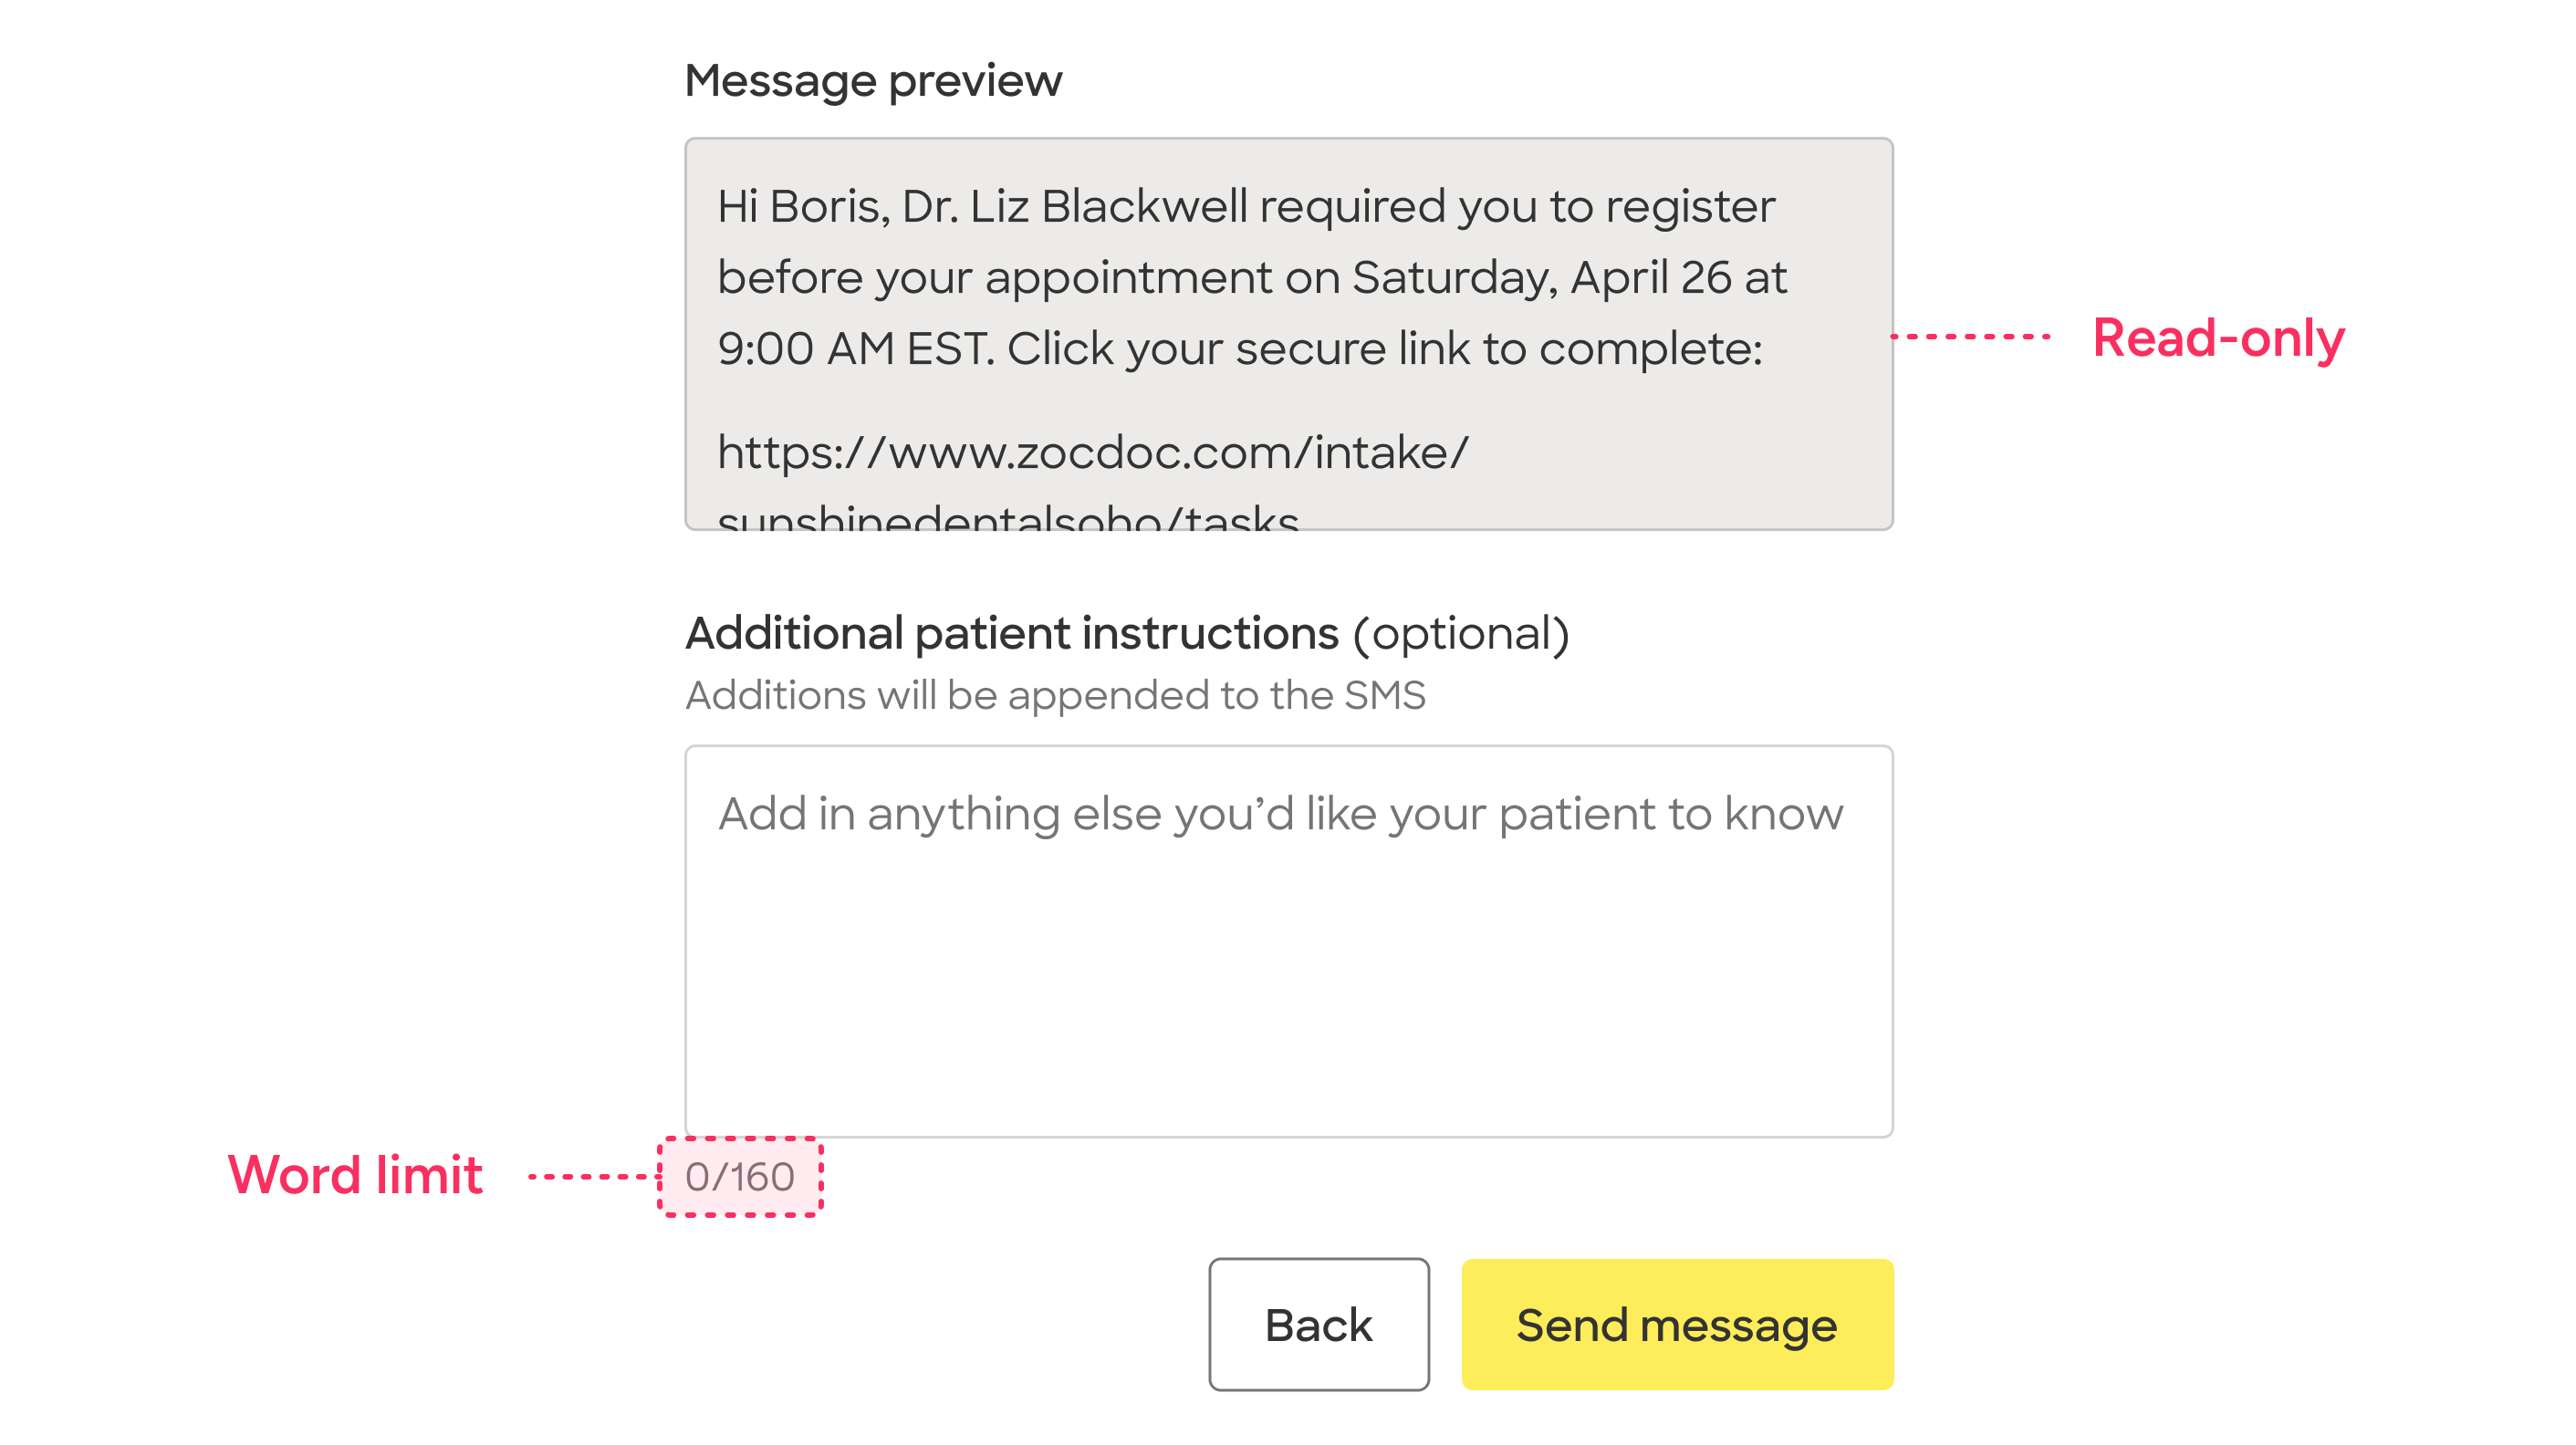 Message preview
Hi Boris, Dr. Liz Blackwell required you to register
before your appointment on Saturday, April 26 at
9:00 AM EST. Click your secure link to complete:
https://www.zocdoc.com/intake/
sunshinedentalsoho/tasks
Read-only
Additional patient instructions (optional)
Additions will be appended to the SMS
Add in anything else you’d like your patient to know
Word limit
0/160
Back
Send message